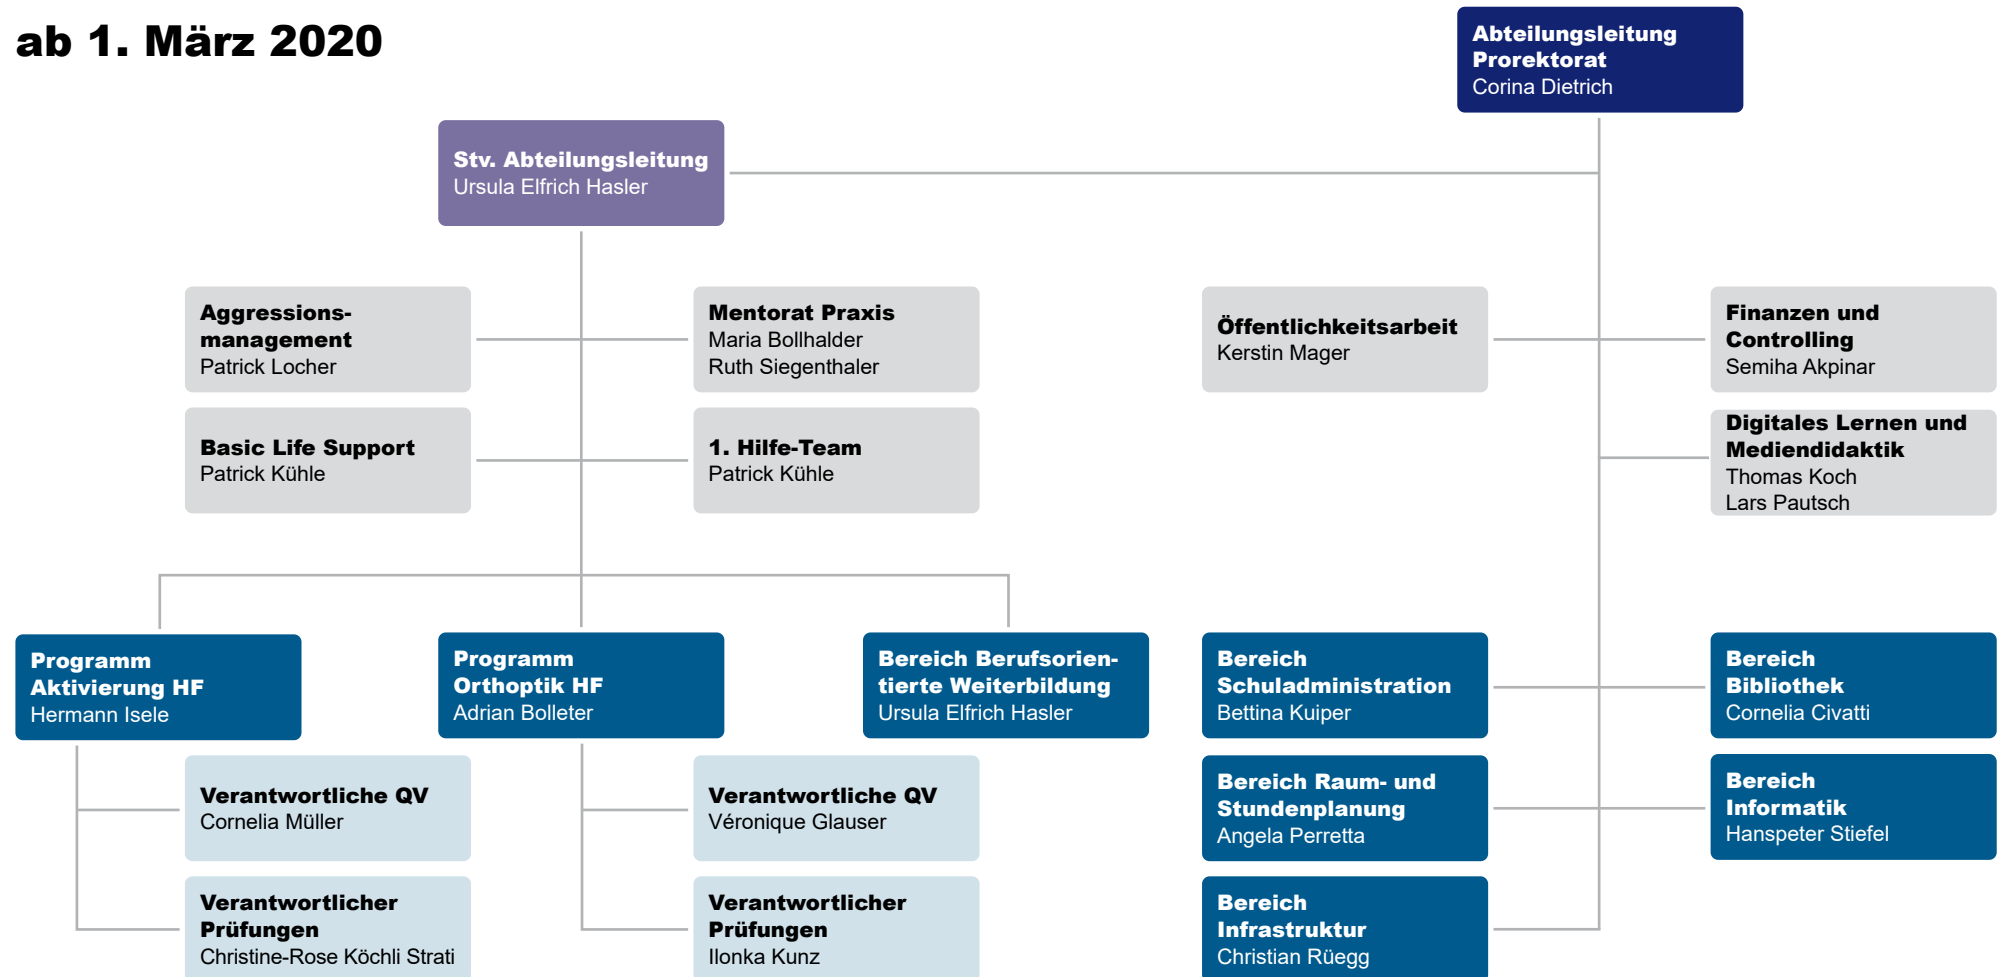 ab 1. März 2020
Abteilungsleitung
Prorektorat
Corina Dietrich
Stv. Abteilungsleitung
Ursula Elfrich Hasler
Aggressions-
management
Patrick Locher
Mentorat Praxis
Maria Bollhalder
Ruth Siegenthaler
Öffentlichkeitsarbeit
Kerstin Mager
Finanzen und
Controlling
Semiha Akpinar
Basic Life Support
Patrick Kühle
1. Hilfe-Team
Patrick Kühle
Digitales Lernen und
Mediendidaktik
Thomas Koch
Lars Pautsch
Programm
Aktivierung HF
Hermann Isele
Programm
Orthoptik HF
Adrian Bolleter
Bereich Berufsorien-
tierte Weiterbildung
Ursula Elfrich Hasler
Bereich
Schuladministration
Bettina Kuiper
Bereich
Bibliothek
Cornelia Civatti
Verantwortliche QV
Cornelia Müller
Verantwortliche QV
Véronique Glauser
Bereich Raum- und
Stundenplanung
Angela Perretta
Bereich
Informatik
Hanspeter Stiefel
Verantwortlicher
Prüfungen
Christine-Rose Köchli Strati
Verantwortlicher
Prüfungen
Ilonka Kunz
Bereich
Infrastruktur
Christian Rüegg